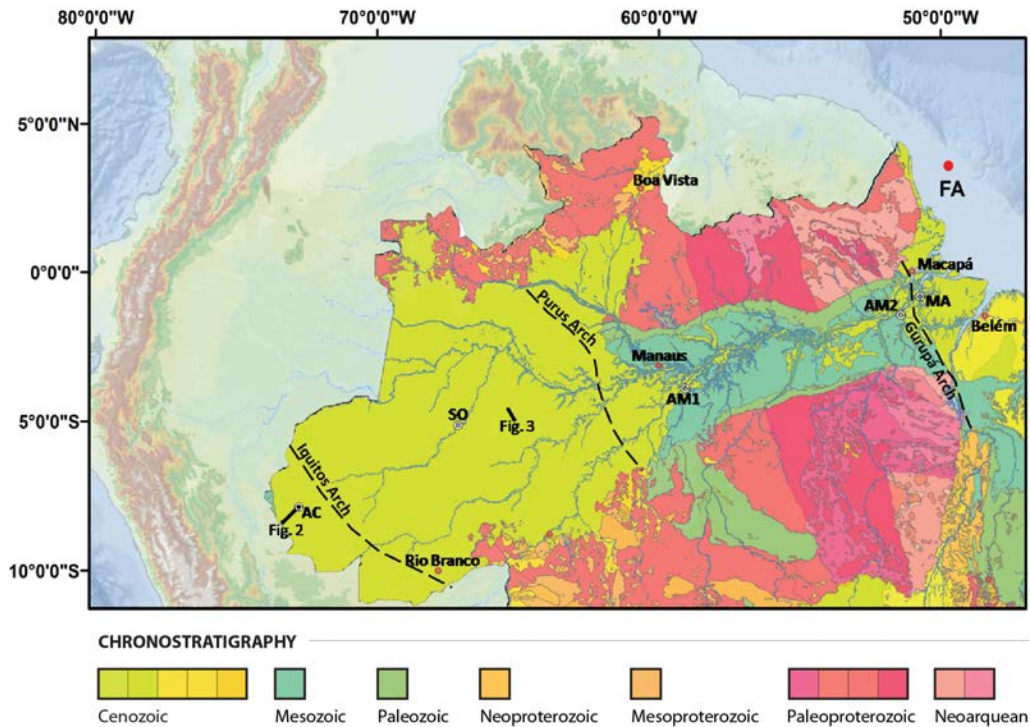 80°0'0"W 70°0'0"W 60°0'0"W 50°0'0"W
5°0'0"N
Boa Vista
FA
0°0'0"
Macapá
MA
AM2
Belém
Purus Arch
Gurupá Arch
Manaus
AM1
5°0'0"S
SO
Fig. 3
Iquitos Arch
AC
Fig. 2
Rio Branco
10°0'0"S
CHRONOSTRATIGRAPHY
Cenozoic Mesozoic Paleozoic Neoproterozoic Mesoproterozoic Paleoproterozoic Neoarquean